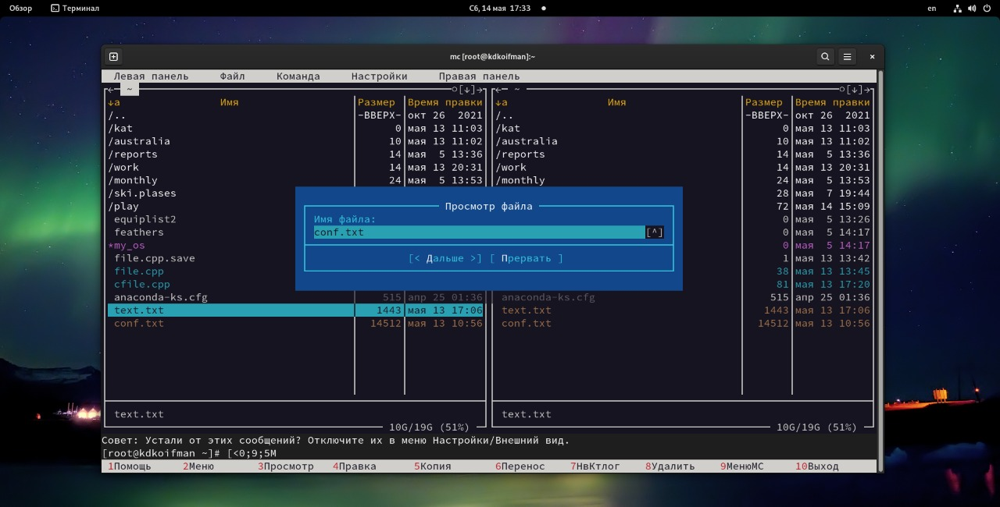 Обзор Терминал Сб, 14 мая 17:33 en
mc [root@kdkoifman]:~
Левая панель Файл Команда Настройки Правая панель
~ [↓] ~ [↓]
↓а Имя Размер Время правки ↓а Имя Размер Время правки
/.. -ВВЕРХ- окт 26 2021 /.. -ВВЕРХ- окт 26 2021
/kat 0 мая 13 11:03 /kat 0 мая 13 11:03
/australia 10 мая 13 11:02 /australia 10 мая 13 11:02
/reports 14 мая 5 13:36 /reports 14 мая 5 13:36
/work 14 мая 13 20:31 /work 14 мая 13 20:31
/monthly 24 мая 5 13:53 /monthly 24 мая 5 13:53
/ski.plases 28 мая 7 19:44
/play Просмотр файла 72 мая 14 15:09
equiplist2 Имя файла: 0 мая 5 13:26
feathers conf.txt [^] 0 мая 5 14:17
*my_os 0 мая 5 14:17
file.cpp.save [< Дальше >] [ Прервать ] 1 мая 13 13:42
file.cpp 38 мая 13 13:45
cfile.cpp 81 мая 13 17:20
anaconda-ks.cfg 515 апр 25 01:36 anaconda-ks.cfg 515 апр 25 01:36
text.txt 1443 мая 13 17:06 text.txt 1443 мая 13 17:06
conf.txt 14512 мая 13 10:56 conf.txt 14512 мая 13 10:56
text.txt text.txt
10G/19G (51%) 10G/19G (51%)
Совет: Устали от этих сообщений? Отключите их в меню Настройки/Внешний вид.
[root@kdkoifman ~]# [<0;9;5M
1Помощь 2Меню 3Просмотр 4Правка 5Копия 6Перенос 7НвКтлог 8Удалить 9МенюMC 10Выход